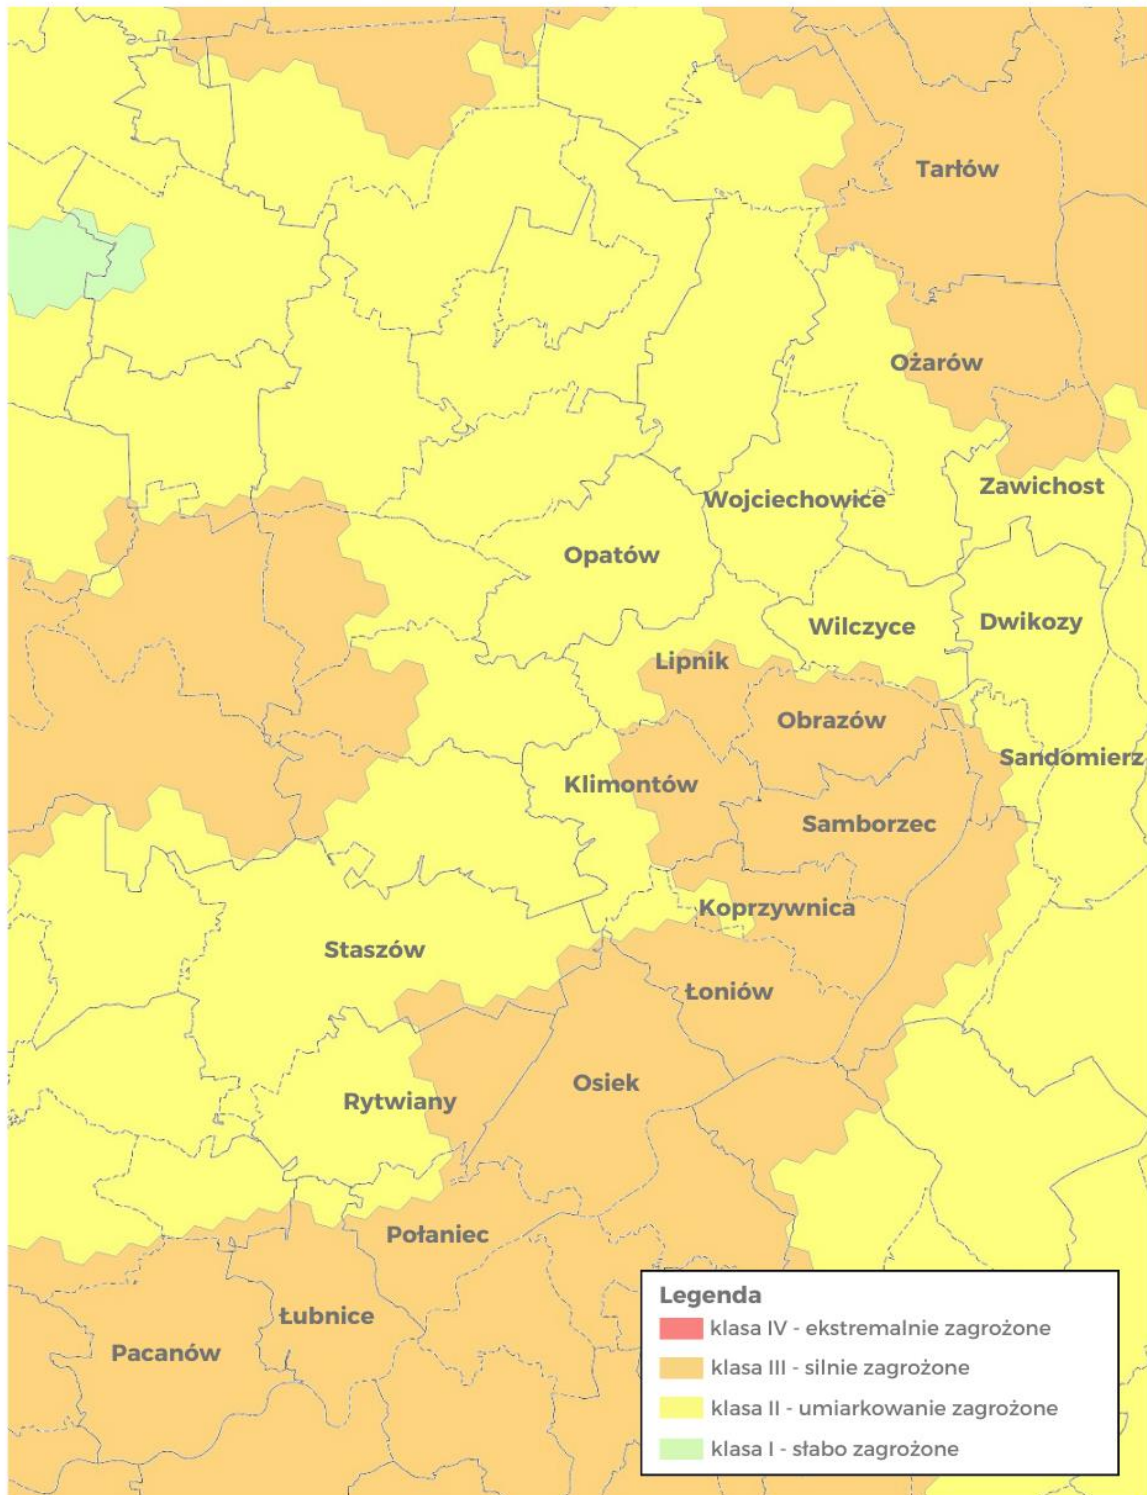 Tarłów
Ożarów
Zawichost
Wojciechowice
Opatów
Wilczyce
Dwikozy
Lipnik
Obrazów
Sandomierz
Klimontów
Samborzec
Koprzywnica
Staszów
Łoniów
Osiek
Rytwiany
Połaniec
Łubnice
Pacanów
Legenda
klasa IV - ekstremalnie zagrożone
klasa III - silnie zagrożone
klasa II - umiarkowanie zagrożone
klasa I - słabo zagrożone